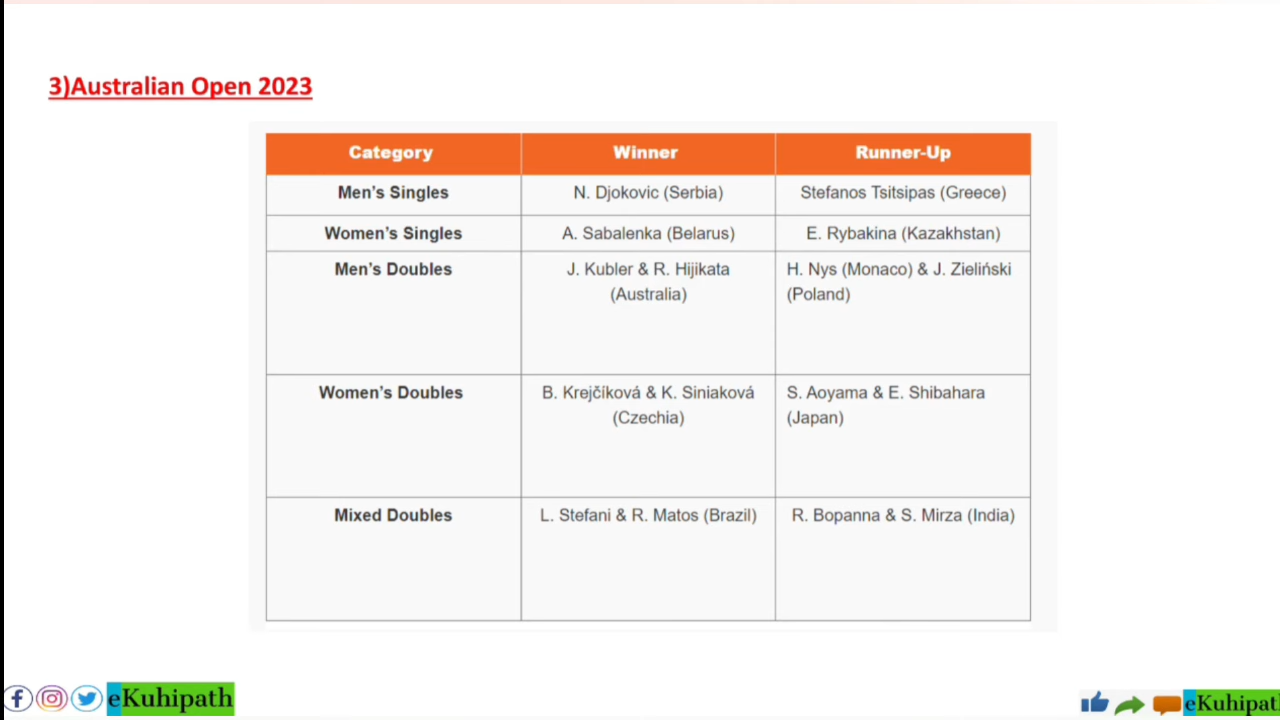 3)Australian Open 2023
Category Winner Runner-Up
Men's Singles N. Djokovic (Serbia) Stefanos Tsitsipas (Greece)
Women's Singles A. Sabalenka (Belarus) E. Rybakina (Kazakhstan)
Men's Doubles J. Kubler & R. Hijikata H. Nys (Monaco) & J. Zieliński
(Australia) (Poland)
Women's Doubles B. Krejčíková & K. Siniaková S. Aoyama & E. Shibahara
(Czechia) (Japan)
Mixed Doubles L. Stefani & R. Matos (Brazil) R. Bopanna & S. Mirza (India)
eKuhipath eKuhipat